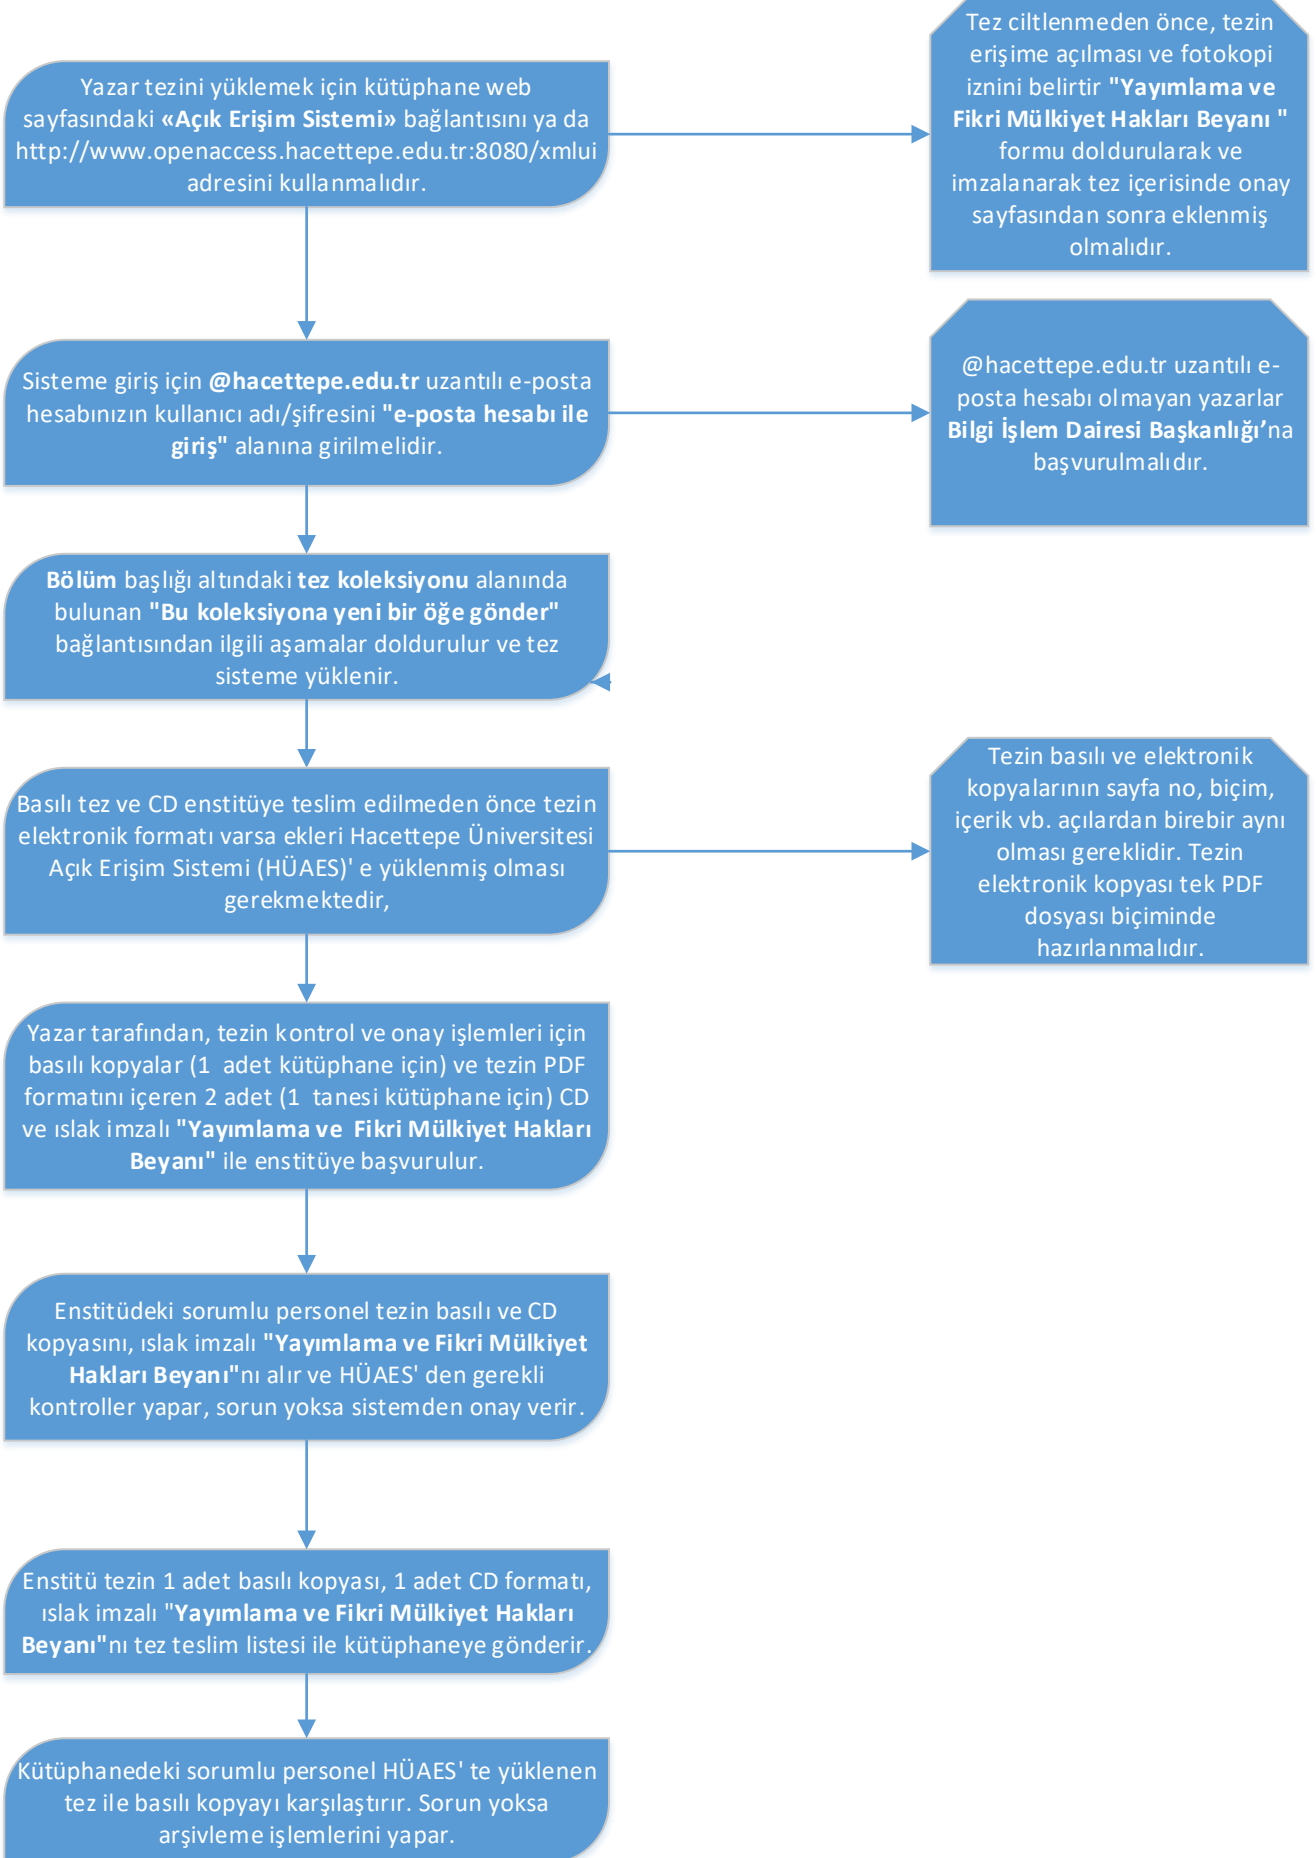 Yazar tezini yüklemek için kütüphane web
sayfasındaki «Açık Erişim Sistemi» bağlantısını ya da
http://www.openaccess.hacettepe.edu.tr:8080/xmlui
adresini kullanmalıdır.
Tez ciltlenmeden önce, tezin
erişime açılması ve fotokopi
iznini belirtir "Yayımlama ve
Fikri Mülkiyet Hakları Beyanı "
formu doldurularak ve
imzalanarak tez içerisinde onay
sayfasından sonra eklenmiş
olmalıdır.
Sisteme giriş için @hacettepe.edu.tr uzantılı e-posta
hesabınızın kullanıcı adı/şifresini "e-posta hesabı ile
giriş" alanına girilmelidir.
@hacettepe.edu.tr uzantılı e-
posta hesabı olmayan yazarlar
Bilgi İşlem Dairesi Başkanlığı’na
başvurulmalıdır.
Bölüm başlığı altındaki tez koleksiyonu alanında
bulunan "Bu koleksiyona yeni bir öğe gönder"
bağlantısından ilgili aşamalar doldurulur ve tez
sisteme yüklenir.
Basılı tez ve CD enstitüye teslim edilmeden önce tezin
elektronik formatı varsa ekleri Hacettepe Üniversitesi
Açık Erişim Sistemi (HÜAES)' e yüklenmiş olması
gerekmektedir,
Tezin basılı ve elektronik
kopyalarının sayfa no, biçim,
içerik vb. açılardan birebir aynı
olması gereklidir. Tezin
elektronik kopyası tek PDF
dosyası biçiminde
hazırlanmalıdır.
Yazar tarafından, tezin kontrol ve onay işlemleri için
basılı kopyalar (1 adet kütüphane için) ve tezin PDF
formatını içeren 2 adet (1 tanesi kütüphane için) CD
ve ıslak imzalı "Yayımlama ve Fikri Mülkiyet Hakları
Beyanı" ile enstitüye başvurulur.
Enstitüdeki sorumlu personel tezin basılı ve CD
kopyasını, ıslak imzalı "Yayımlama ve Fikri Mülkiyet
Hakları Beyanı"nı alır ve HÜAES' den gerekli
kontroller yapar, sorun yoksa sistemden onay verir.
Enstitü tezin 1 adet basılı kopyası, 1 adet CD formatı,
ıslak imzalı "Yayımlama ve Fikri Mülkiyet Hakları
Beyanı"nı tez teslim listesi ile kütüphaneye gönderir.
Kütüphanedeki sorumlu personel HÜAES' te yüklenen
tez ile basılı kopyayı karşılaştırır. Sorun yoksa
arşivleme işlemlerini yapar.